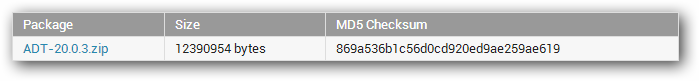 Package Size MD5 Checksum
ADT-20.0.3.zip 12390954 bytes 869a536b1c56d0cd920ed9ae259ae619